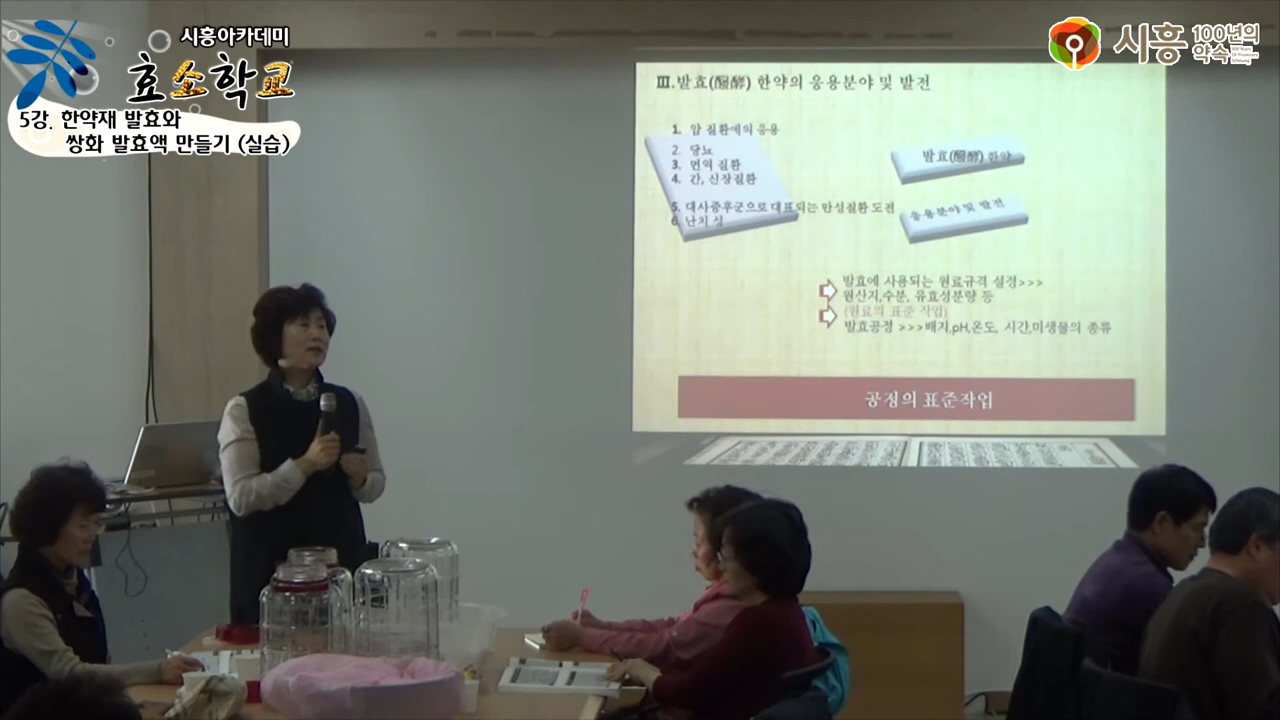 시흥아카데미
효소학교
5강. 한약재 발효와
쌍화 발효액 만들기 (실습)
시흥 100년의
약속
Ⅲ.발효(醱酵) 한약의 응용분야 및 발전
1. 암 질환에의 응용
2. 당뇨
3. 면역 질환
4. 간, 신장질환
5. 대사증후군으로 대표되는 만성질환 도전
6. 난치 성
발효(醱酵) 한약
응용분야 및 발전
발효에 사용되는 원료규격 설정>>>
원산지,수분, 유효성분량 등
(원료의 표준 작업)
발효공정 >>>배지,pH,온도, 시간,미생물의 종류
공정의 표준작업